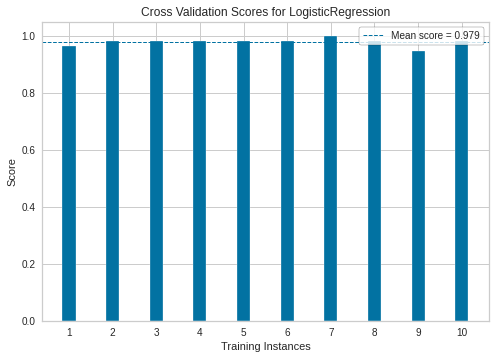 Cross Validation Scores for LogisticRegression
Mean score = 0.979
1.0
0.8
0.6
0.4
0.2
0.0
Score
1 2 3 4 5 6 7 8 9 10
Training Instances